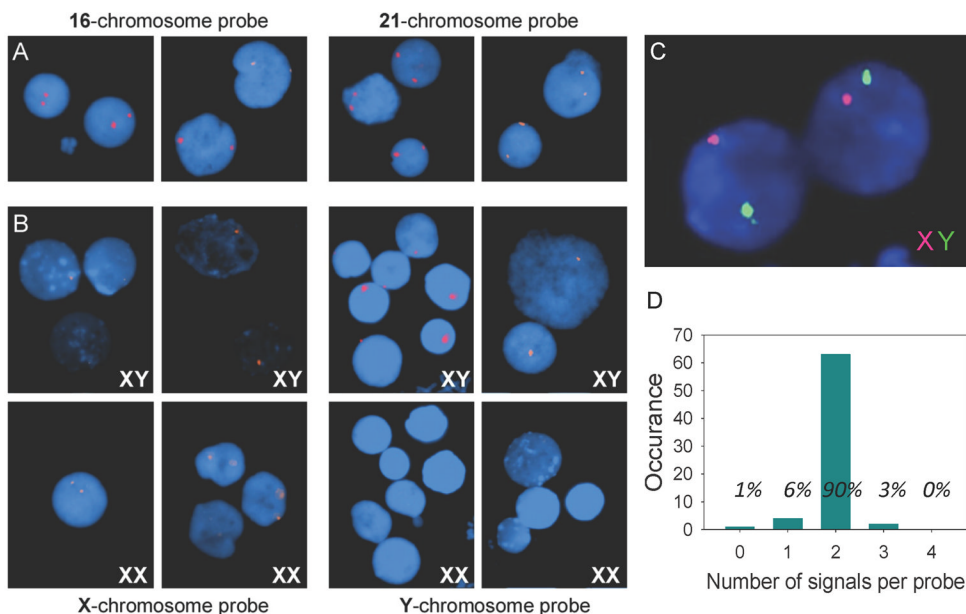 16-chromosome probe
21-chromosome probe
A
B
XY
XY
XY
XY
XX
XX
XX
XX
X-chromosome probe
Y-chromosome probe
C
X Y
D
Occurance
70
60
50
40
30
20
10
0
1% 6% 90% 3% 0%
0 1 2 3 4
Number of signals per probe